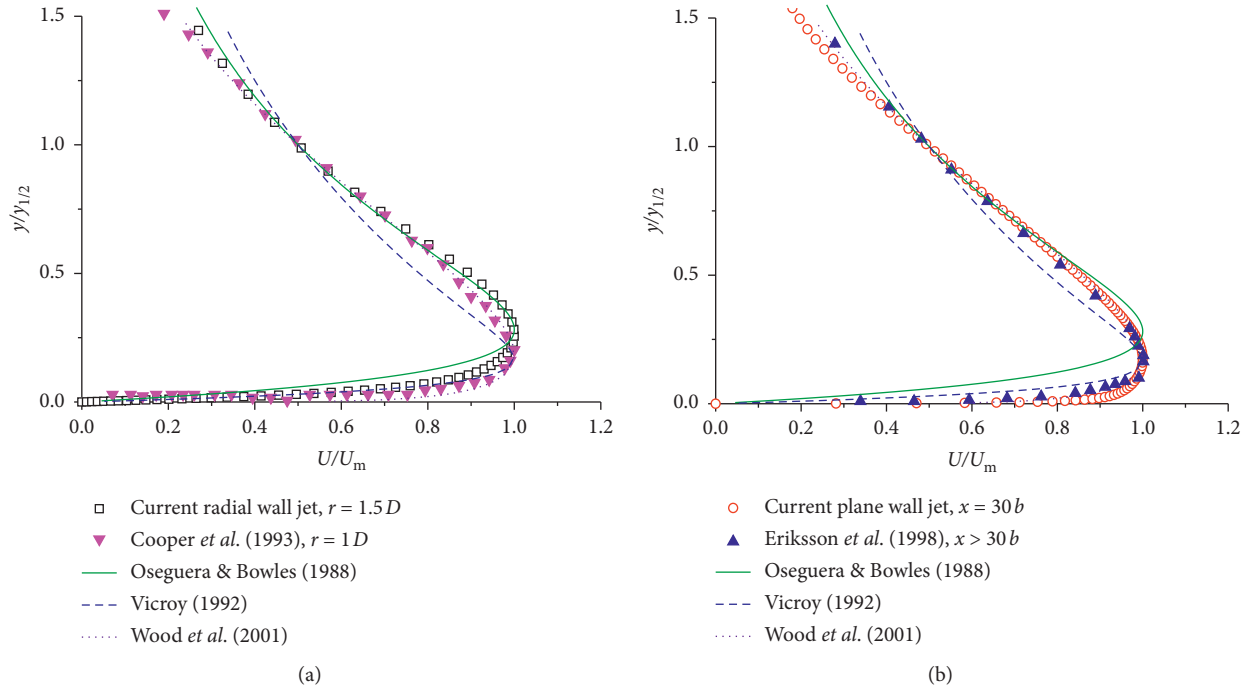 1.5
1.0
0.5
0.0
y/y1/2
0.0 0.2 0.4 0.6 0.8 1.0 1.2
U/Um
Current radial wall jet, r = 1.5 D
Cooper et al. (1993), r = 1 D
Oseguera & Bowles (1988)
Vicroy (1992)
Wood et al. (2001)
(a)
1.5
1.0
0.5
0.0
y/y1/2
0.0 0.2 0.4 0.6 0.8 1.0 1.2
U/Um
Current plane wall jet, x = 30 b
Eriksson et al. (1998), x > 30 b
Oseguera & Bowles (1988)
Vicroy (1992)
Wood et al. (2001)
(b)